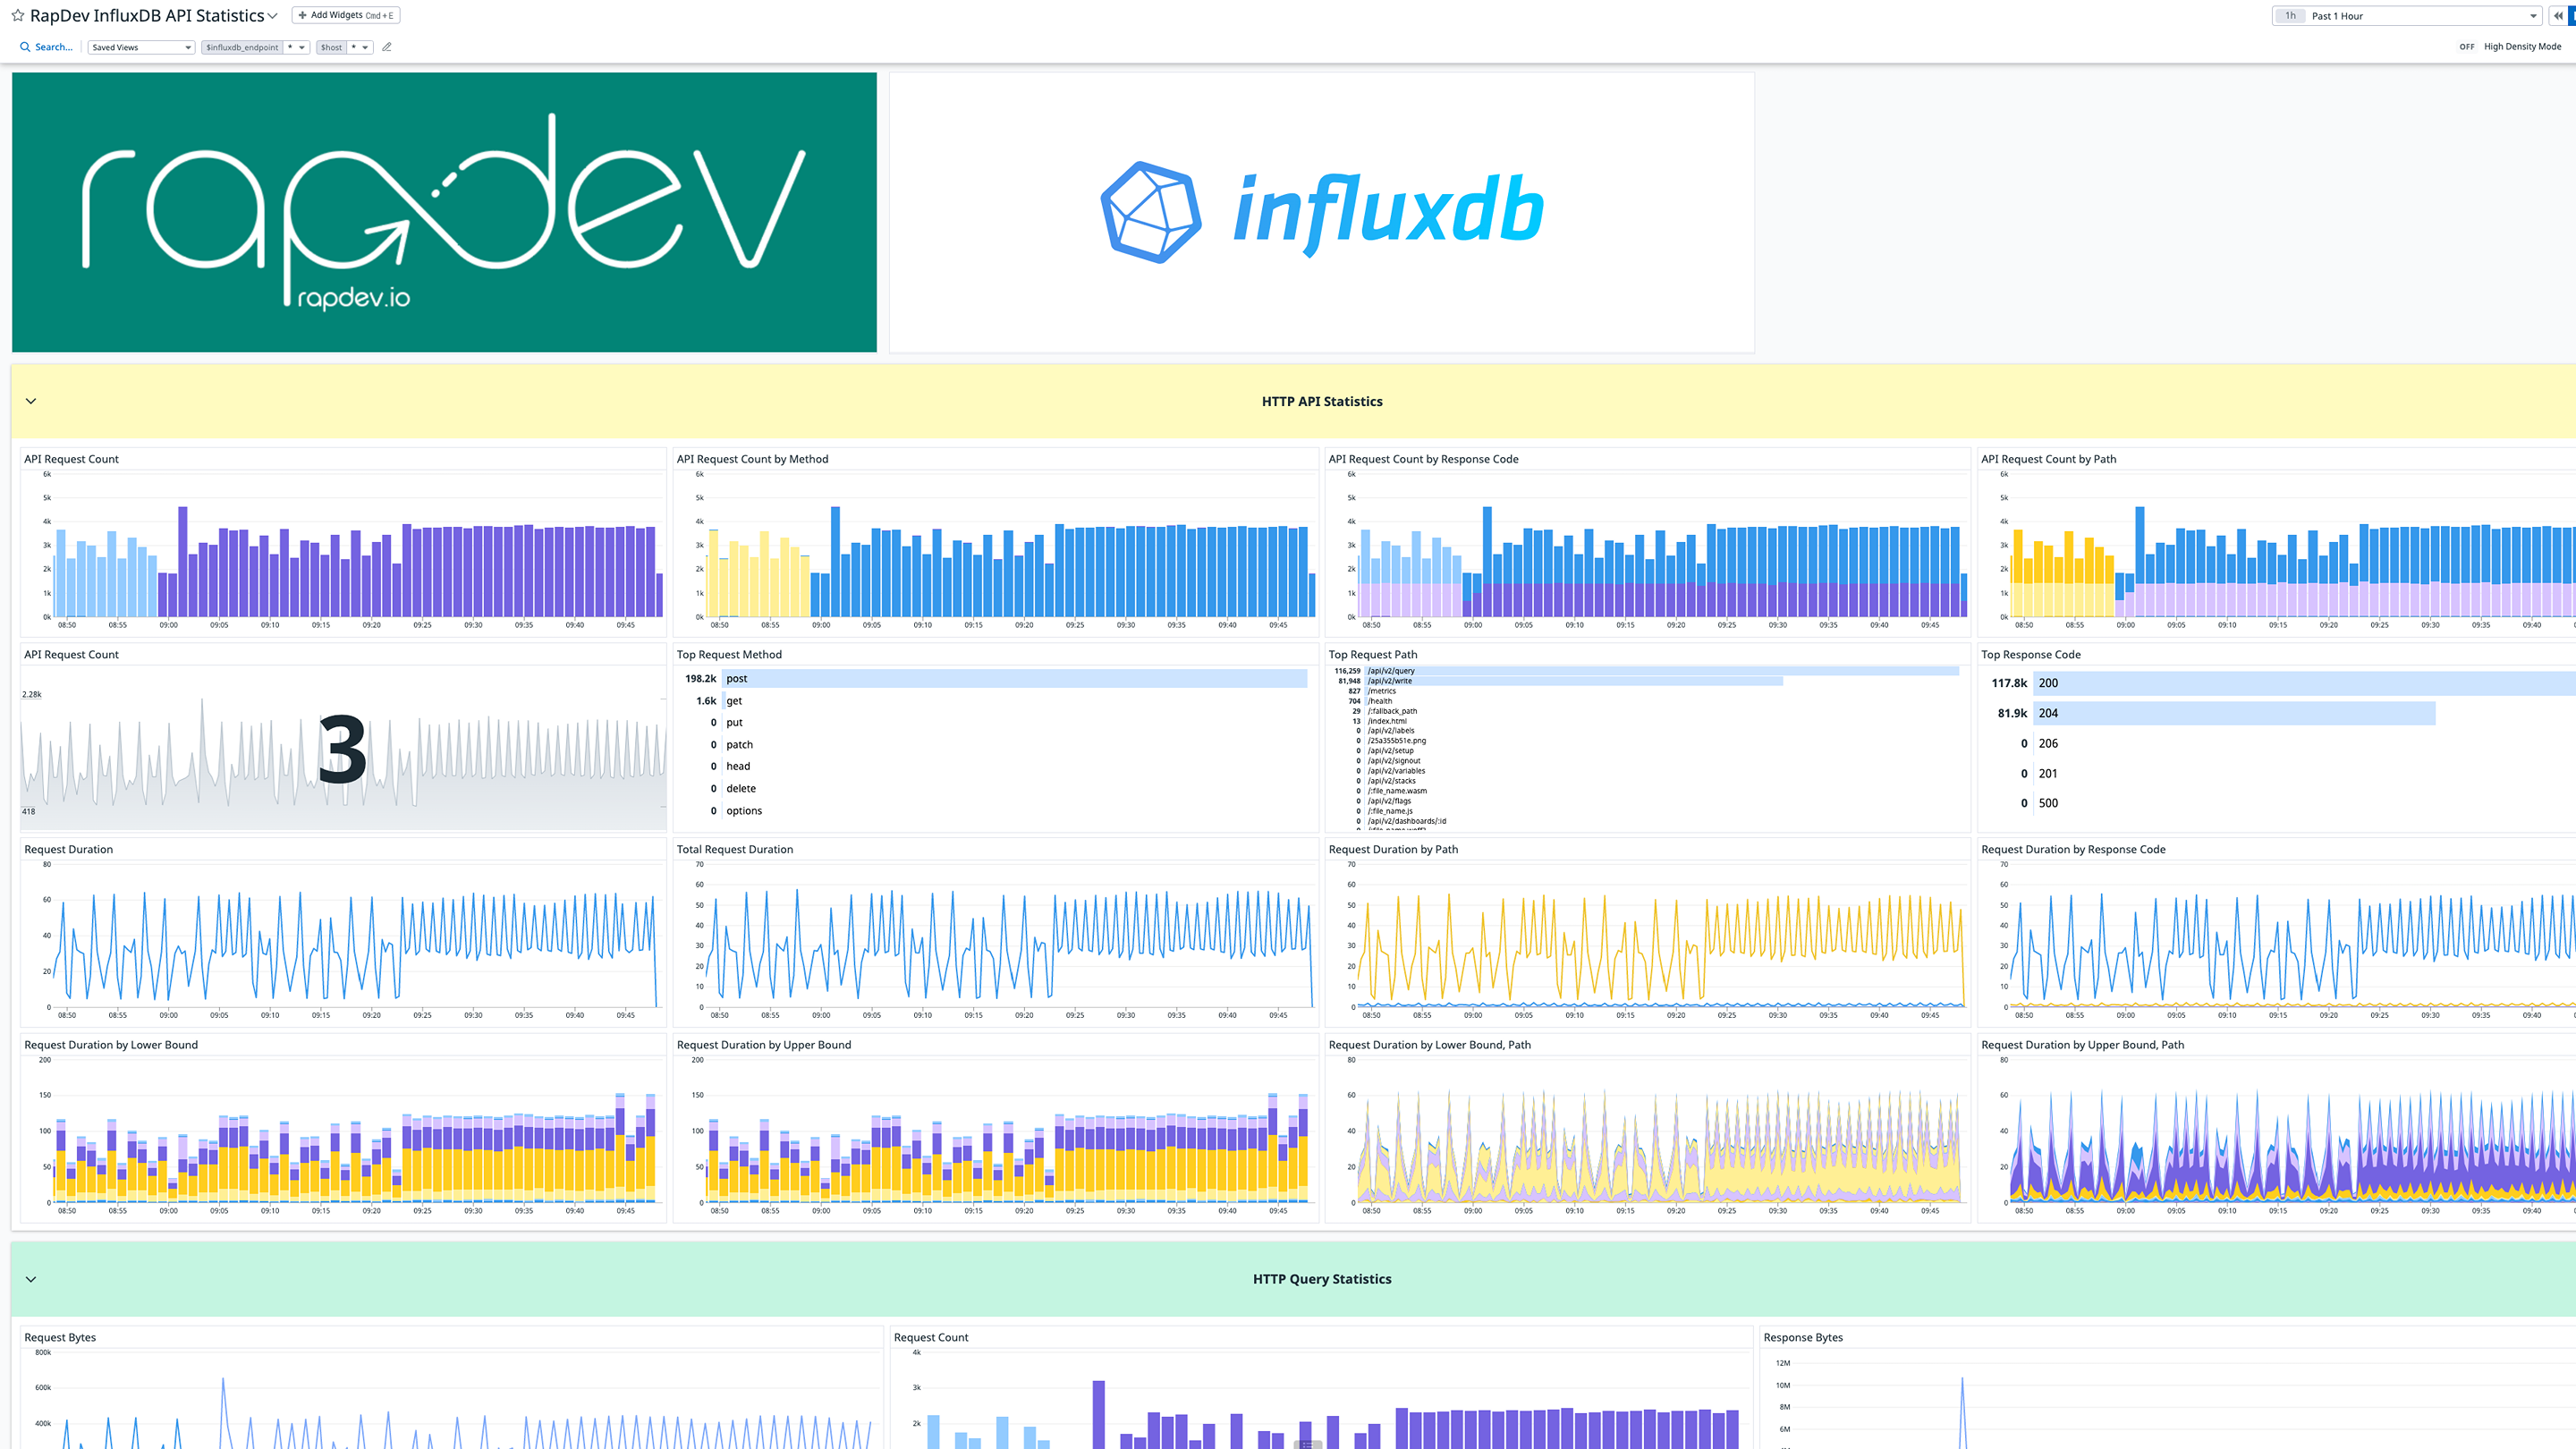 RapDev InfluxDB API Statistics
Add Widgets Cmd + E
1h Past 1 Hour
Search...
Saved Views
$influxdb_endpoint *
$host *
OFF High Density Mode
rapdev
rapdev.io
influxdb
HTTP API Statistics
API Request Count
6k
5k
4k
3k
2k
1k
0k
08:50 08:55 09:00 09:05 09:10 09:15 09:20 09:25 09:30 09:35 09:40 09:45
API Request Count by Method
6k
5k
4k
3k
2k
1k
0k
08:50 08:55 09:00 09:05 09:10 09:15 09:20 09:25 09:30 09:35 09:40 09:45
API Request Count by Response Code
6k
5k
4k
3k
2k
1k
0k
08:50 08:55 09:00 09:05 09:10 09:15 09:20 09:25 09:30 09:35 09:40 09:45
API Request Count by Path
6k
5k
4k
3k
2k
1k
0k
08:50 08:55 09:00 09:05 09:10 09:15 09:20 09:25 09:30 09:35 09:40
API Request Count
2.28k
3
418
Top Request Method
198.2k post
1.6k get
0 put
0 patch
0 head
0 delete
0 options
Top Request Path
116,259 /api/v2/query
81,948 /api/v2/write
827 /metrics
704 /health
29 /:fallback_path
13 /index.html
0 /api/v2/labels
0 /25a355b51e.png
0 /api/v2/setup
0 /api/v2/signout
0 /api/v2/variables
0 /api/v2/stacks
0 /:file_name.wasm
0 /api/v2/flags
0 /:file_name.js
0 /api/v2/dashboards/:id
Top Response Code
117.8k 200
81.9k 204
0 206
0 201
0 500
Request Duration
80
60
40
20
0
08:50 08:55 09:00 09:05 09:10 09:15 09:20 09:25 09:30 09:35 09:40 09:45
Total Request Duration
70
60
50
40
30
20
10
0
08:50 08:55 09:00 09:05 09:10 09:15 09:20 09:25 09:30 09:35 09:40 09:45
Request Duration by Path
70
60
50
40
30
20
10
0
08:50 08:55 09:00 09:05 09:10 09:15 09:20 09:25 09:30 09:35 09:40 09:45
Request Duration by Response Code
70
60
50
40
30
20
10
0
08:50 08:55 09:00 09:05 09:10 09:15 09:20 09:25 09:30 09:35 09:40
Request Duration by Lower Bound
200
150
100
50
0
08:50 08:55 09:00 09:05 09:10 09:15 09:20 09:25 09:30 09:35 09:40 09:45
Request Duration by Upper Bound
200
150
100
50
0
08:50 08:55 09:00 09:05 09:10 09:15 09:20 09:25 09:30 09:35 09:40 09:45
Request Duration by Lower Bound, Path
80
60
40
20
0
08:50 08:55 09:00 09:05 09:10 09:15 09:20 09:25 09:30 09:35 09:40 09:45
Request Duration by Upper Bound, Path
80
60
40
20
0
08:50 08:55 09:00 09:05 09:10 09:15 09:20 09:25 09:30 09:35 09:40
HTTP Query Statistics
Request Bytes
800k
600k
400k
Request Count
4k
3k
2k
Response Bytes
12M
10M
8M
6M